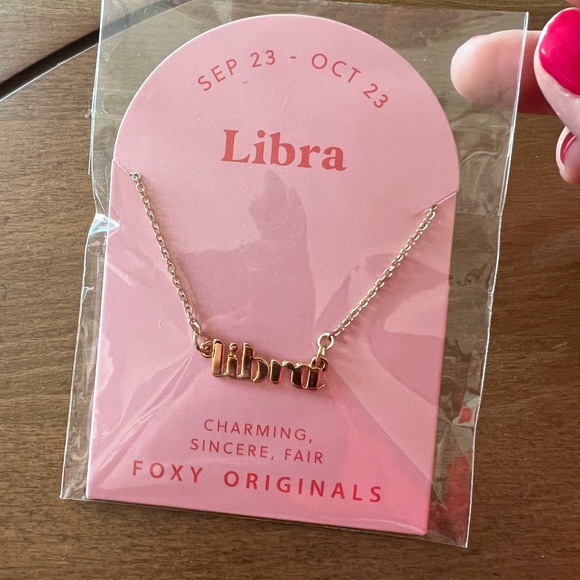 SEP 23 - OCT 23
Libra
libra
CHARMING,
SINCERE, FAIR
FOXY ORIGINALS